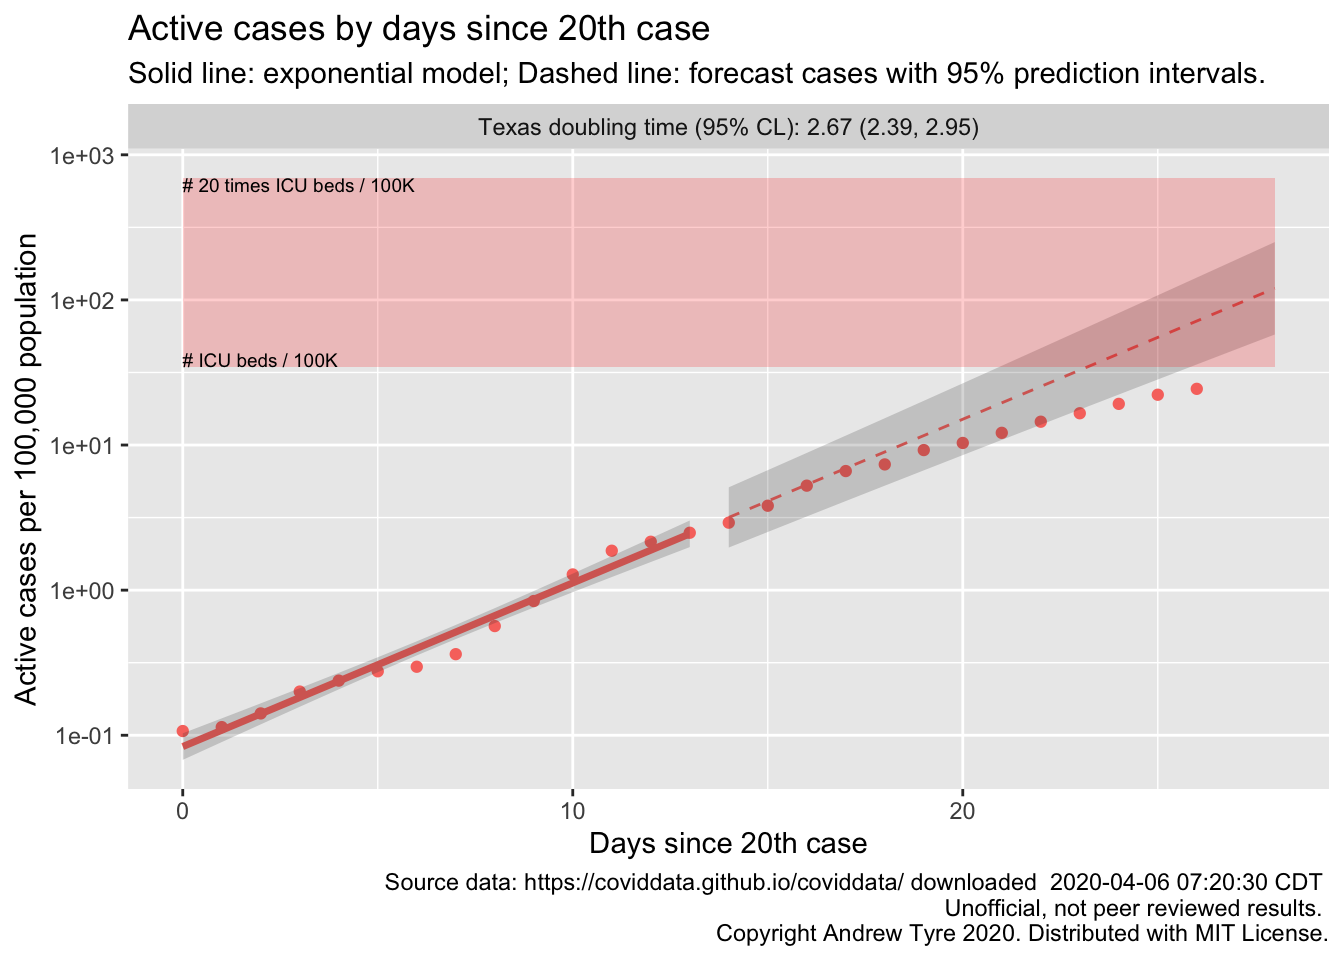 Active cases by days since 20th case
Solid line: exponential model; Dashed line: forecast cases with 95% prediction intervals.
Texas doubling time (95% CL): 2.67 (2.39, 2.95)
1e+03
# 20 times ICU beds / 100K
1e+02
# ICU beds / 100K
1e+01
1e+00
1e-01
Active cases per 100,000 population
0
10
20
Days since 20th case
Source data: https://coviddata.github.io/coviddata/ downloaded  2020-04-06 07:20:30 CDT
Unofficial, not peer reviewed results.
Copyright Andrew Tyre 2020. Distributed with MIT License.